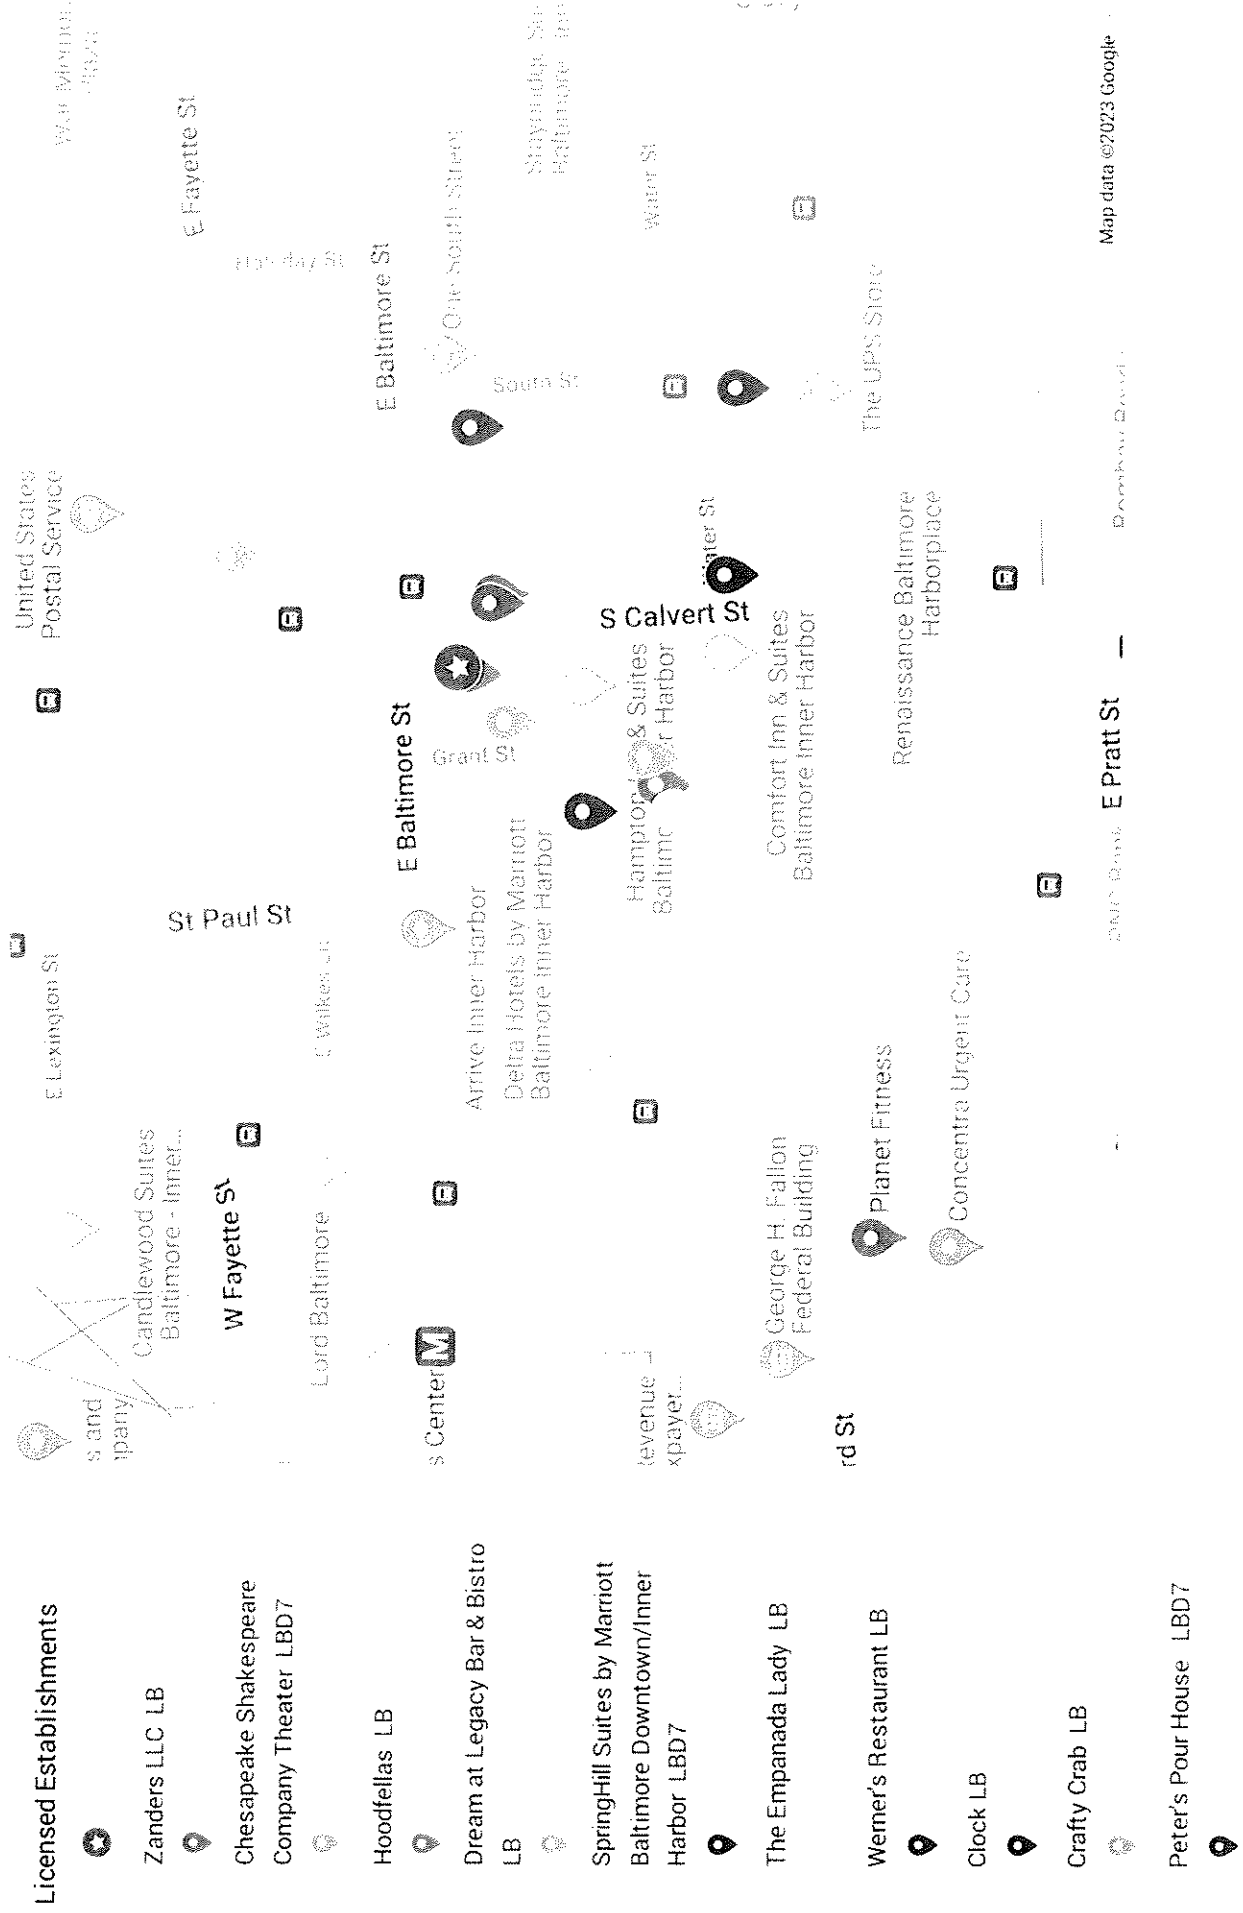 Licensed Establishments
Zanders LLC LB
Chesapeake Shakespeare
Company Theater LBD7
Hoodfellas LB
Dream at Legacy Bar & Bistro
LB
SpringHill Suites by Marriott
Baltimore Downtown/Inner
Harbor LBD7
The Empanada Lady LB
Werner's Restaurant LB
Clock LB
Crafty Crab LB
Peter's Pour House LBD7
s and
Candlewood Suites
Baltimore - Inner...
W Fayette St
Lord Baltimore
s Center
M
xpayer...
rd St
George H. Fallon
Federal Building
Planet Fitness
Concentra Urgent Care
E Lexington St
St Paul St
Arrive Inner Harbor
Delta Hotels by Marriott
Baltimore Inner Harbor
E Baltimore St
Grant St
& Suites
r Harbor
S Calvert St
Comfort Inn & Suites
Baltimore Inner Harbor
Renaissance Baltimore
Harborplace
E Pratt St
United States
Postal Service
E Fayette St
E Baltimore St
One South Street
South St
Water St
The UPS Store
Map data ©2023 Google